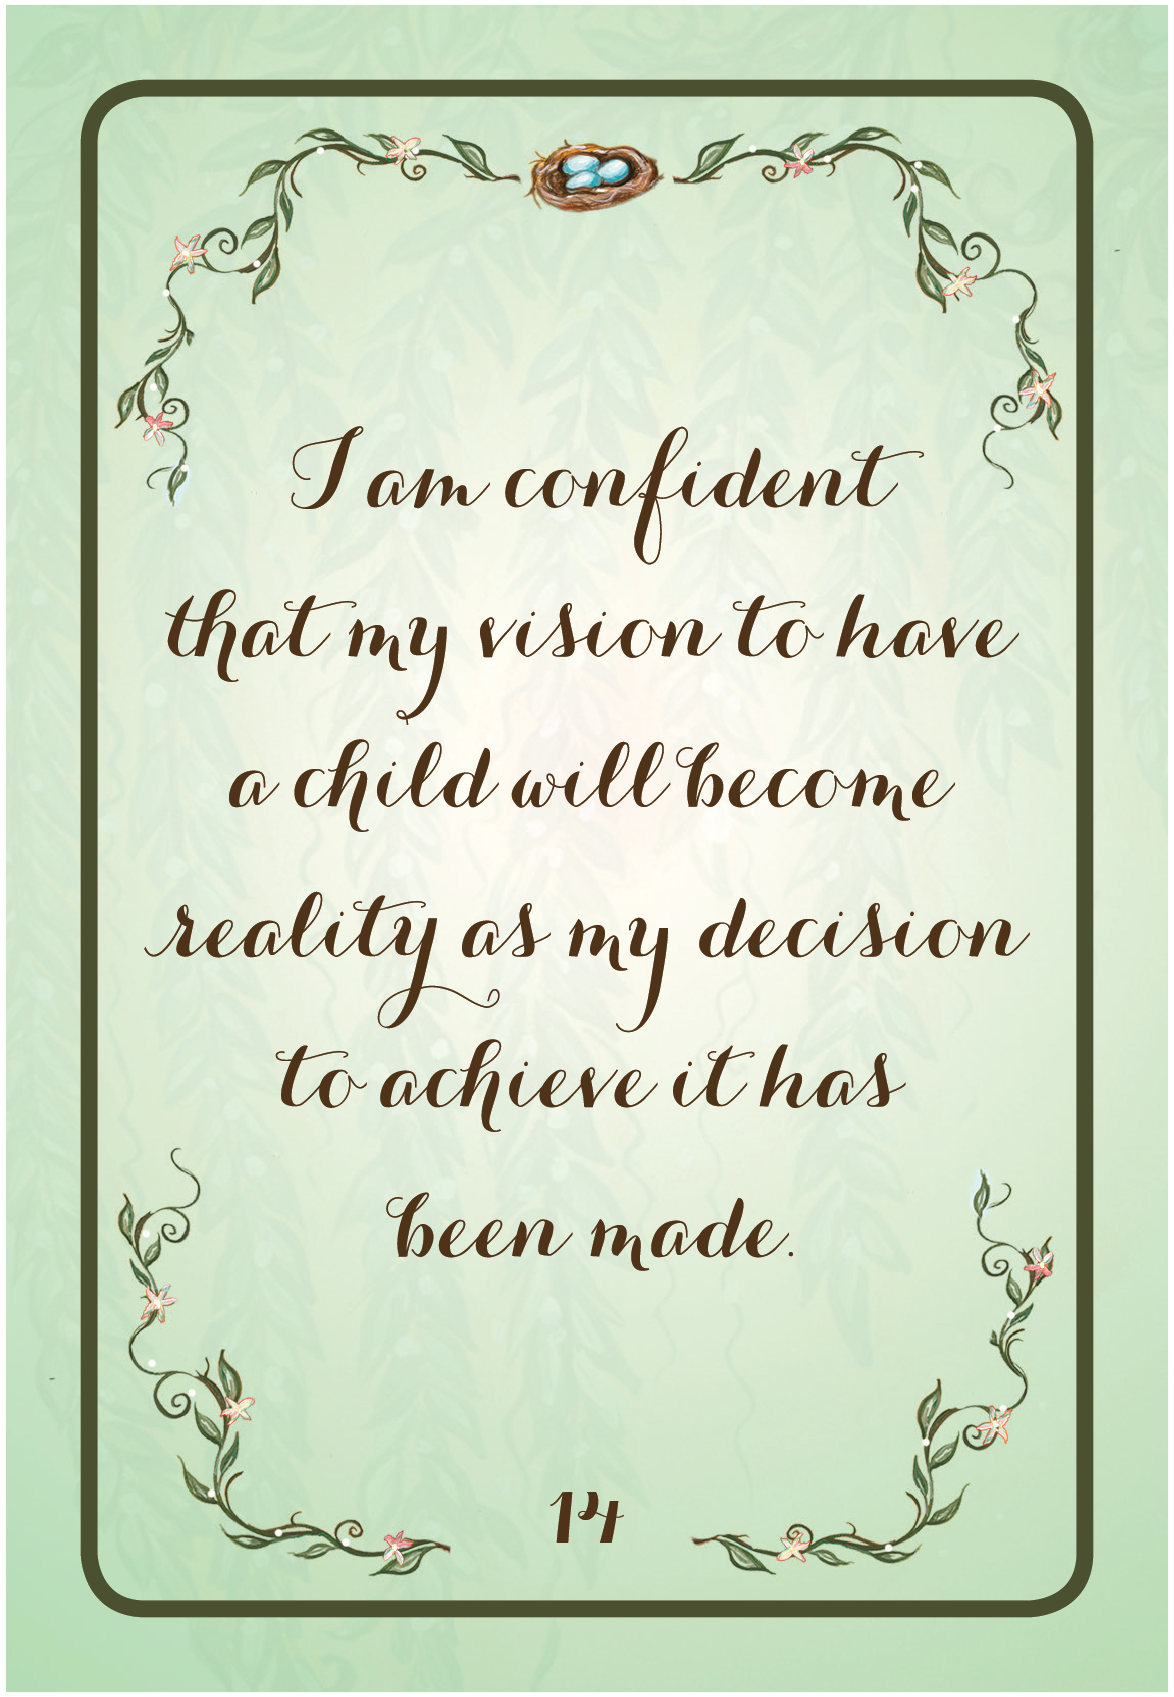 I am confident
that my vision to have
a child will become
reality as my decision
to achieve it has
been made.
14